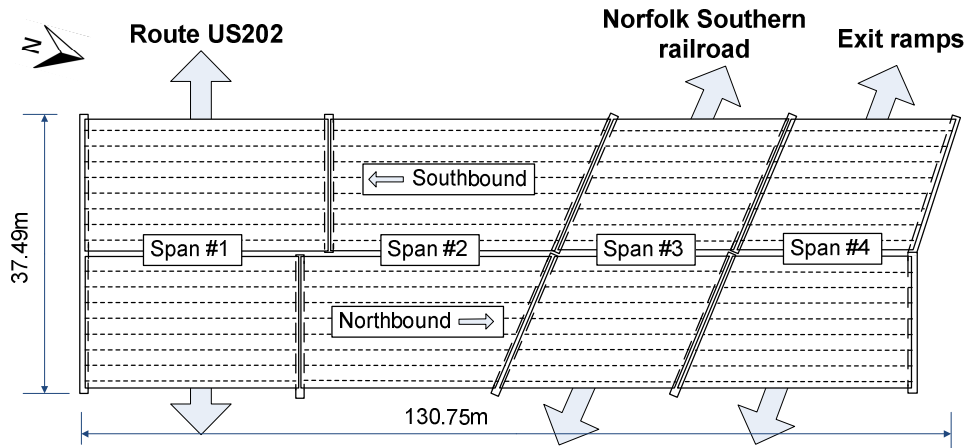 N
Route US202
Norfolk Southern
railroad
Exit ramps
Southbound
37.49m
Span #1
Span #2
Span #3
Span #4
Northbound
130.75m